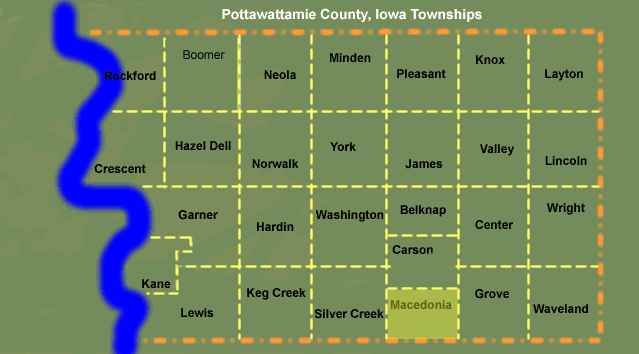 Pottawattamie County, Iowa Townships
Rockford
Boomer
Neola
Minden
Pleasant
Knox
Layton
Crescent
Hazel Dell
Norwalk
York
James
Valley
Lincoln
Garner
Hardin
Washington
Belknap
Center
Wright
Carson
Kane
Lewis
Keg Creek
Silver Creek
Macedonia
Grove
Waveland